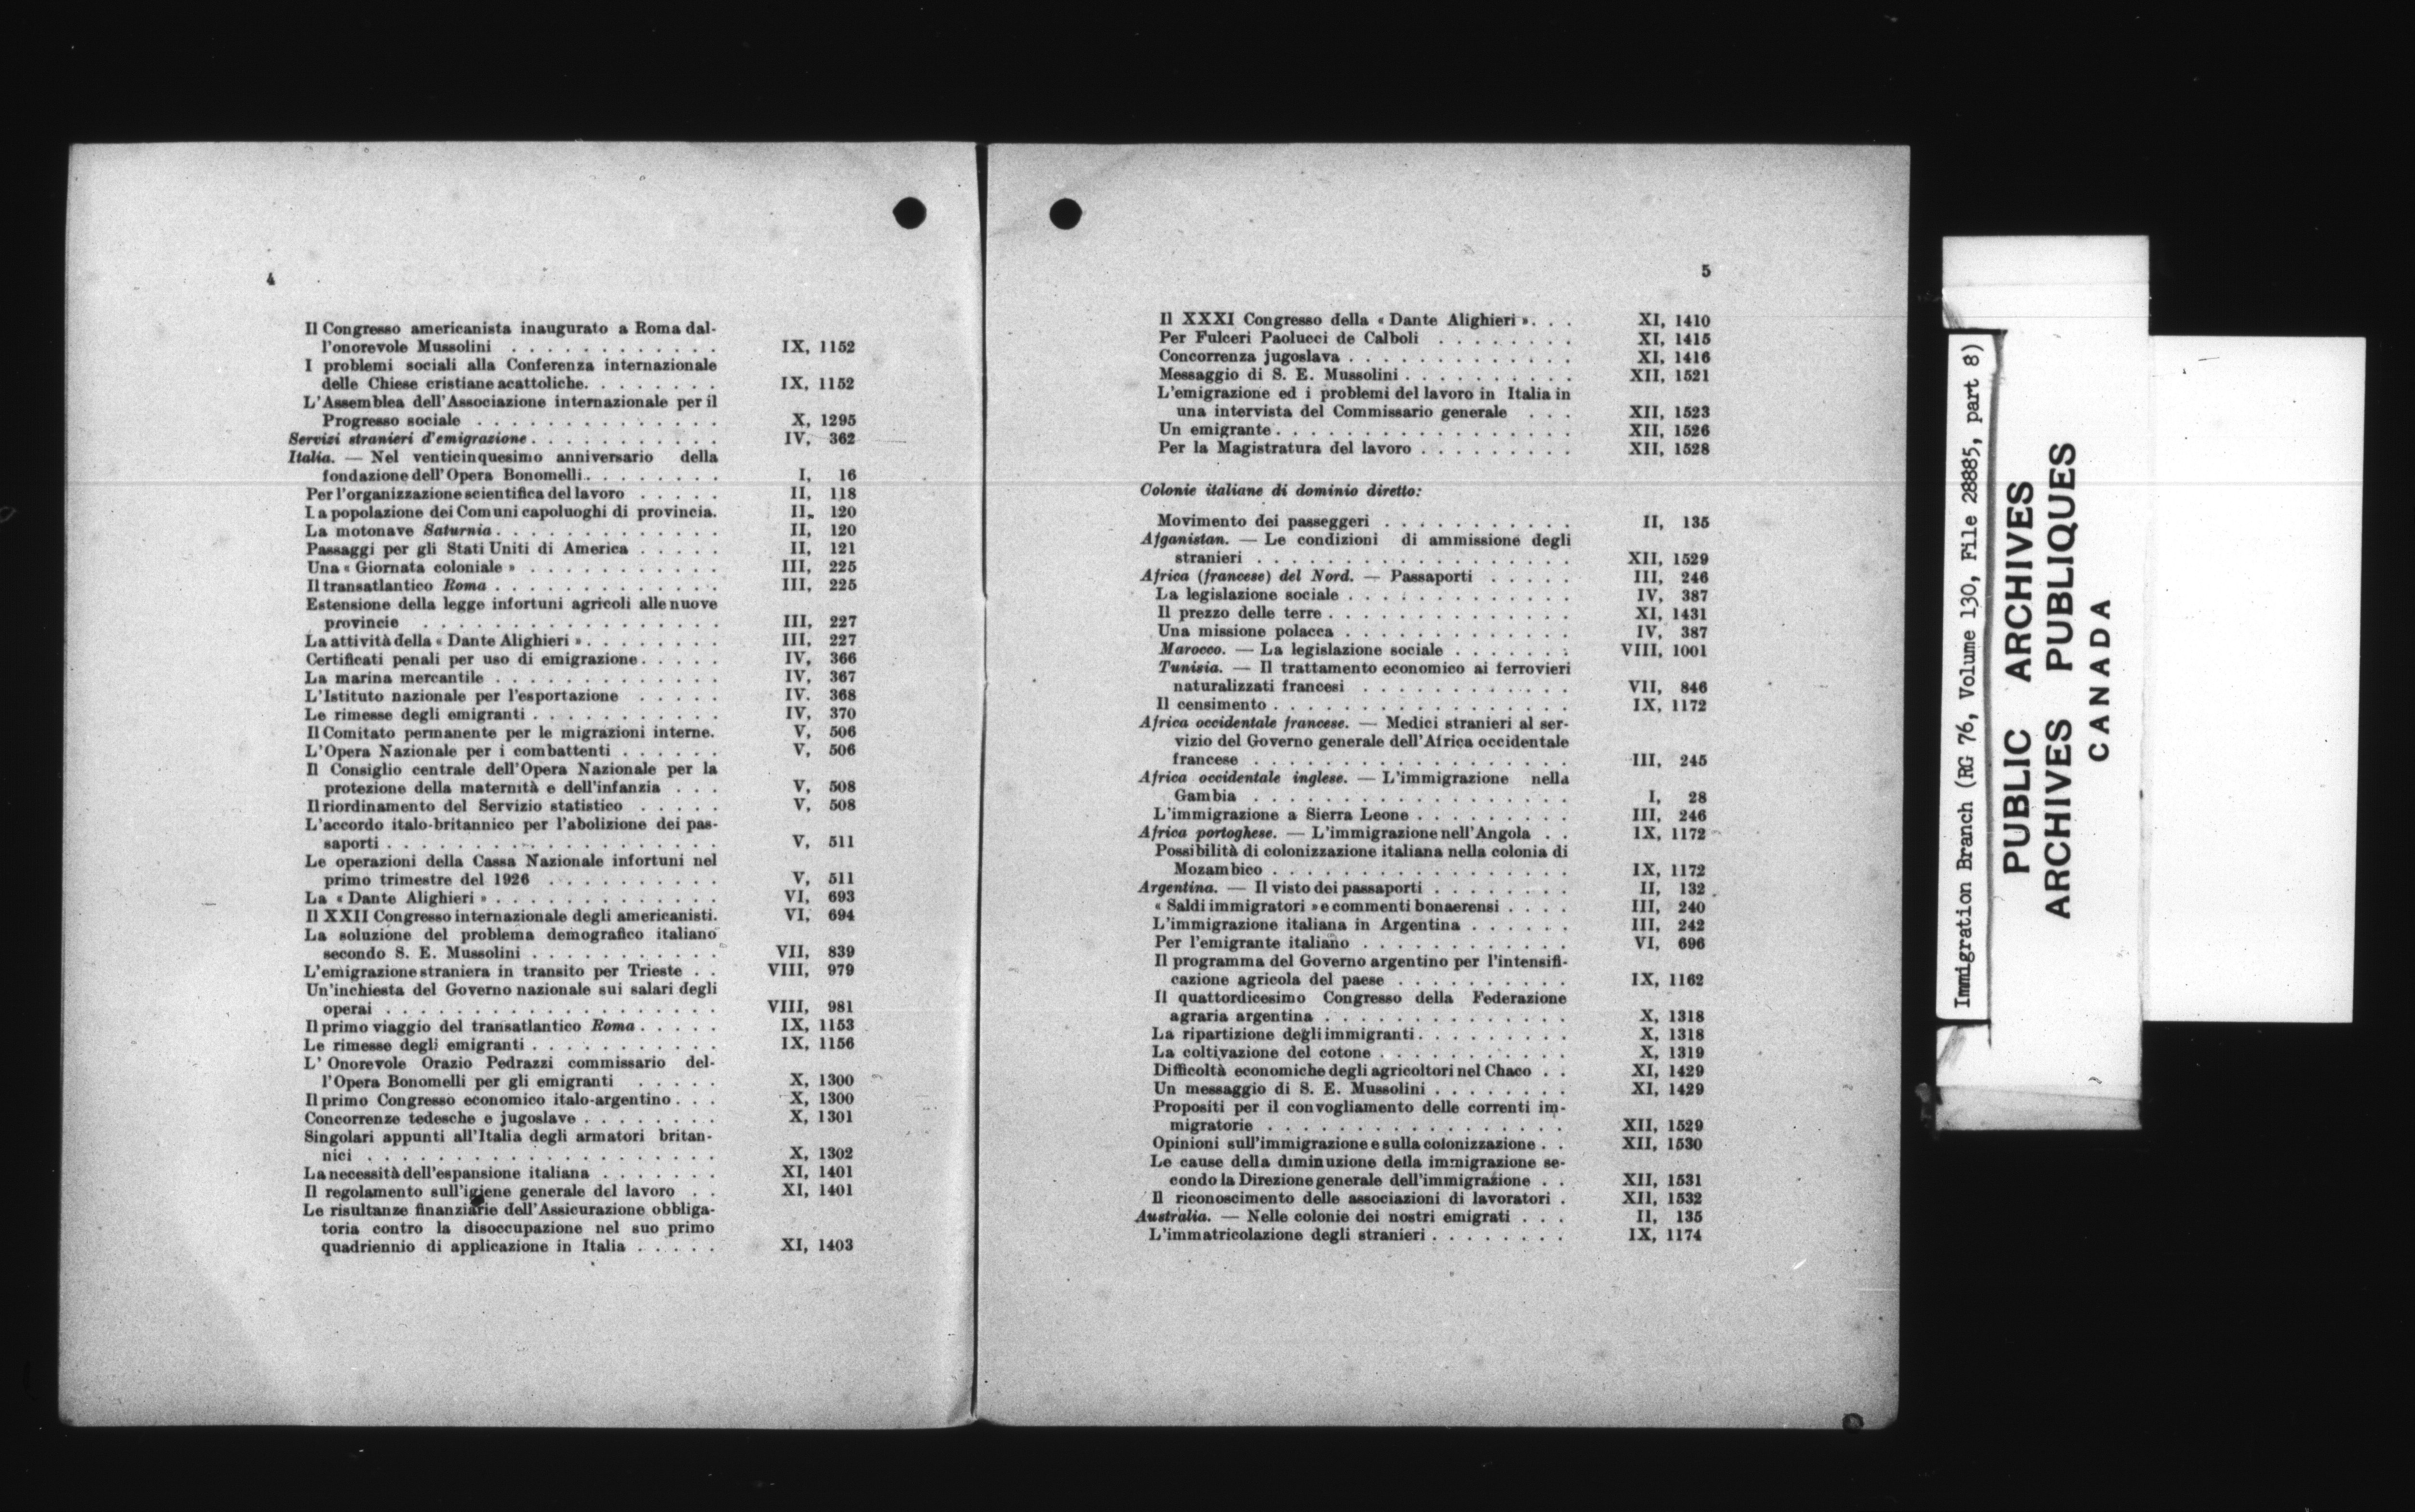 4
Il Congresso americanista inaugurato a Roma dal-
l'onorevole Mussolini . . . . . . . . . . . . IX, 1152
I problemi sociali alla Conferenza internazionale
delle Chiese cristiane acattoliche. . . . . . . . IX, 1152
L'Assemblea dell'Associazione internazionale per il
Progresso sociale . . . . . . . . . . . . . . X, 1295
Servizi stranieri d'emigrazione . . . . . . . . . . . IV, 362
Italia. — Nel venticinquesimo anniversario della
fondazione dell'Opera Bonomelli. . . . . . . . I, 16
Per l'organizzazione scientifica del lavoro . . . . . II, 118
La popolazione dei Comuni capoluoghi di provincia. II, 120
La motonave Saturnia . . . . . . . . . . . . . II, 120
Passaggi per gli Stati Uniti di America . . . . . II, 121
Una « Giornata coloniale » . . . . . . . . . . . III, 225
Il transatlantico Roma . . . . . . . . . . . . . III, 225
Estensione della legge infortuni agricoli alle nuove
provincie . . . . . . . . . . . . . . . . . III, 227
La attività della « Dante Alighieri » . . . . . . . . III, 227
Certificati penali per uso di emigrazione . . . . . IV, 366
La marina mercantile . . . . . . . . . . . . . IV, 367
L'Istituto nazionale per l'esportazione . . . . . IV. 368
Le rimesse degli emigranti . . . . . . . . . . . IV, 370
Il Comitato permanente per le migrazioni interne. V, 506
L'Opera Nazionale per i combattenti . . . . . . V, 506
Il Consiglio centrale dell'Opera Nazionale per la
protezione della maternità e dell'infanzia . . . V, 508
Il riordinamento del Servizio statistico . . . . . V, 508
L'accordo italo-britannico per l'abolizione dei pas-
saporti . . . . . . . . . . . . . . . . . . . V, 511
Le operazioni della Cassa Nazionale infortuni nel
primo trimestre del 1926 . . . . . . . . . . V, 511
La « Dante Alighieri » . . . . . . . . . . . . . VI, 693
Il XXII Congresso internazionale degli americanisti. VI, 694
La soluzione del problema demografico italiano
secondo S. E. Mussolini . . . . . . . . . . . VII, 839
L'emigrazione straniera in transito per Trieste . . VIII, 979
Un'inchiesta del Governo nazionale sui salari degli
operai . . . . . . . . . . . . . . . . . . . VIII, 981
Il primo viaggio del transatlantico Roma . . . . . IX, 1153
Le rimesse degli emigranti . . . . . . . . . . . IX, 1156
L'Onorevole Orazio Pedrazzi commissario del-
l'Opera Bonomelli per gli emigranti . . . . . X, 1300
Il primo Congresso economico italo-argentino . . . X, 1300
Concorrenze tedesche e jugoslave . . . . . . . . X, 1301
Singolari appunti all'Italia degli armatori britan-
nici . . . . . . . . . . . . . . . . . . . . X, 1302
La necessità dell'espansione italiana . . . . . . . XI, 1401
Il regolamento sull'igiene generale del lavoro . . XI, 1401
Le risultanze finanziarie dell'Assicurazione obbliga-
toria contro la disoccupazione nel suo primo
quadriennio di applicazione in Italia . . . . . XI, 1403
5
Il XXXI Congresso della « Dante Alighieri ». . . XI, 1410
Per Fulceri Paolucci de Calboli . . . . . . . . XI, 1415
Concorrenza jugoslava . . . . . . . . . . . . . XI, 1416
Messaggio di S. E. Mussolini . . . . . . . . . . XII, 1521
L'emigrazione ed i problemi del lavoro in Italia in
una intervista del Commissario generale . . . XII, 1523
Un emigrante . . . . . . . . . . . . . . . . . XII, 1526
Per la Magistratura del lavoro . . . . . . . . . XII, 1528
Colonie italiane di dominio diretto:
Movimento dei passeggeri . . . . . . . . . . . II, 135
Afganistan. — Le condizioni di ammissione degli
stranieri . . . . . . . . . . . . . . . . . . XII, 1529
Africa (francese) del Nord. — Passaporti . . . . . III, 246
La legislazione sociale . . . . . . . . . . . . . IV, 387
Il prezzo delle terre . . . . . . . . . . . . . . XI, 1431
Una missione polacca . . . . . . . . . . . . . IV, 387
Marocco. — La legislazione sociale . . . . . . . VIII, 1001
Tunisia. — Il trattamento economico ai ferrovieri
naturalizzati francesi . . . . . . . . . . . . VII, 846
Il censimento . . . . . . . . . . . . . . . . . IX, 1172
Africa occidentale francese. — Medici stranieri al ser-
vizio del Governo generale dell'Africa occidentale
francese . . . . . . . . . . . . . . . . . . III, 245
Africa occidentale inglese. — L'immigrazione nella
Gambia . . . . . . . . . . . . . . . . . . I, 28
L'immigrazione a Sierra Leone . . . . . . . . . III, 246
Africa portoghese. — L'immigrazione nell'Angola . . IX, 1172
Possibilità di colonizzazione italiana nella colonia di
Mozambico . . . . . . . . . . . . . . . . . IX, 1172
Argentina. — Il visto dei passaporti . . . . . . . . II, 132
« Saldi immigratori » e commenti bonaerensi . . . . III, 240
L'immigrazione italiana in Argentina . . . . . . III, 242
Per l'emigrante italiano . . . . . . . . . . . . VI, 696
Il programma del Governo argentino per l'intensifi-
cazione agricola del paese . . . . . . . . . . IX, 1162
Il quattordicesimo Congresso della Federazione
agraria argentina . . . . . . . . . . . . . . X, 1318
La ripartizione degli immigranti . . . . . . . . . X, 1318
La coltivazione del cotone . . . . . . . . . . . X, 1319
Difficoltà economiche degli agricoltori nel Chaco . . XI, 1429
Un messaggio di S. E. Mussolini . . . . . . . . XI, 1429
Propositi per il convogliamento delle correnti im-
migratorie . . . . . . . . . . . . . . . . . XII, 1529
Opinioni sull'immigrazione e sulla colonizzazione . . XII, 1530
Le cause della diminuzione della immigrazione se-
condo la Direzione generale dell'immigrazione . . XII, 1531
Il riconoscimento delle associazioni di lavoratori . XII, 1532
Australia. — Nelle colonie dei nostri emigrati . . . II, 135
L'immatricolazione degli stranieri . . . . . . . . IX, 1174
Immigration Branch (RG 76, Volume 130, File 28885, part 8)
PUBLIC ARCHIVES
ARCHIVES PUBLIQUES
CANADA